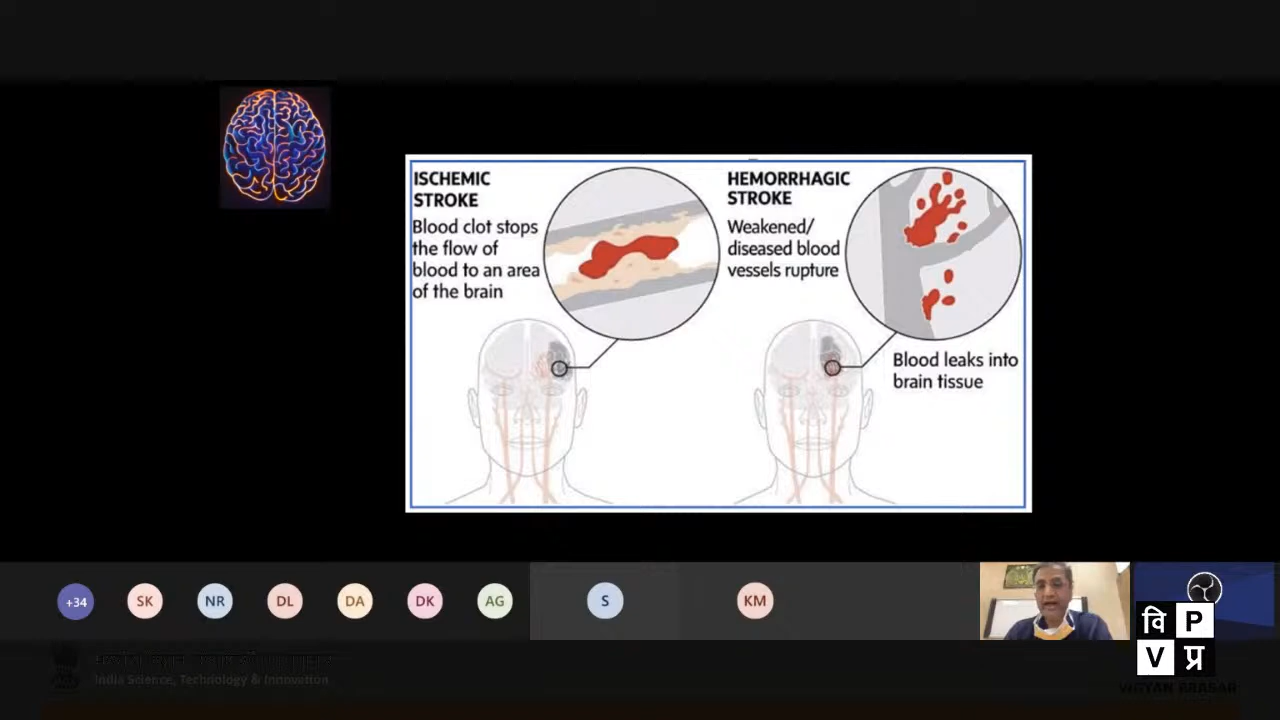 ISCHEMIC
STROKE
Blood clot stops
the flow of
blood to an area
of the brain
HEMORRHAGIC
STROKE
Weakened/
diseased blood
vessels rupture
Blood leaks into
brain tissue
+34
SK
NR
DL
DA
DK
AG
S
KM
वि P
V प्र
India Science, Technology & Innovation
VIGYAN PRASAR